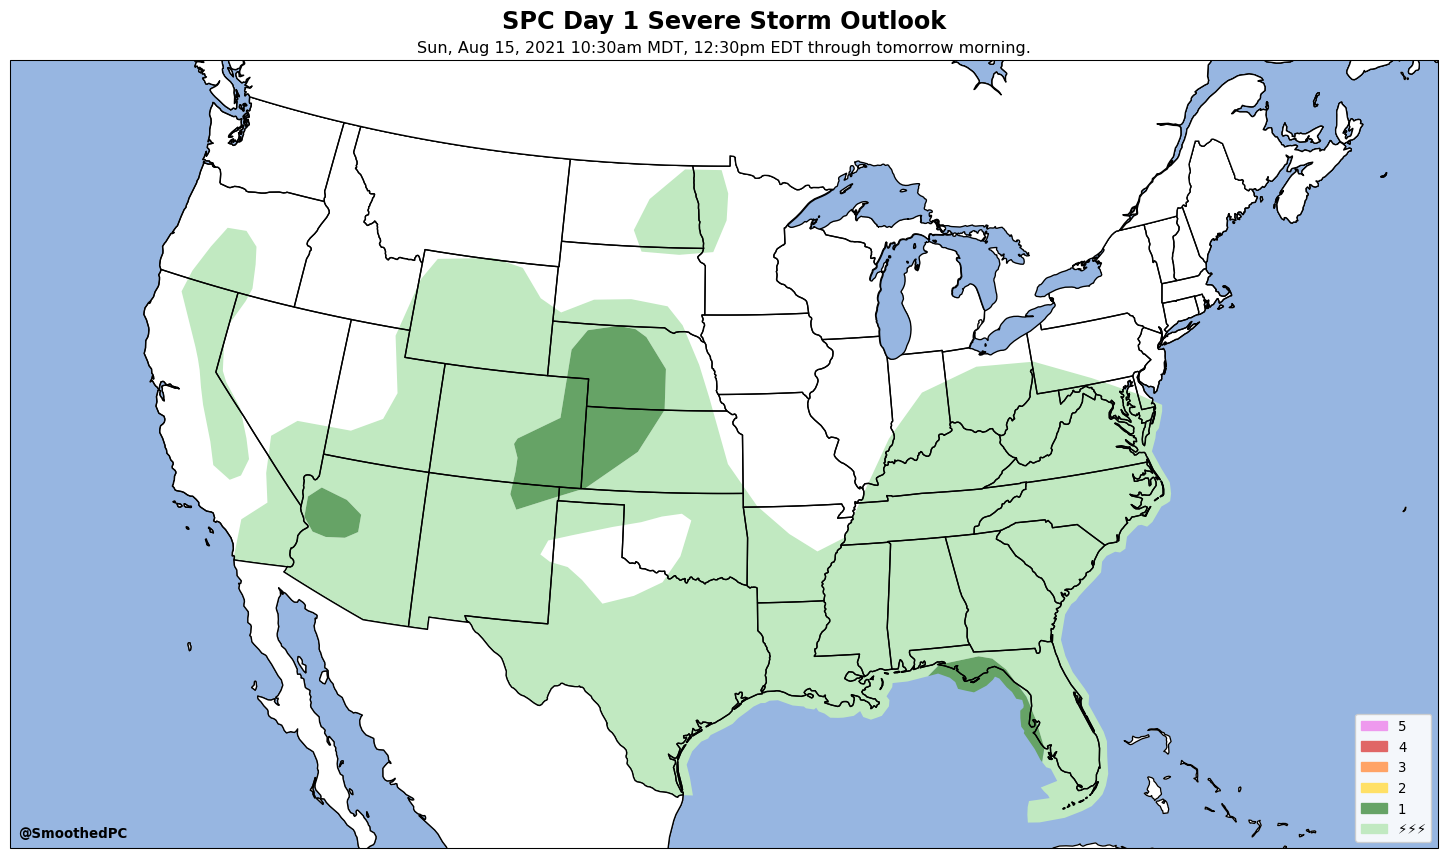 SPC Day 1 Severe Storm Outlook
Sun, Aug 15, 2021 10:30am MDT, 12:30pm EDT through tomorrow morning.
5
4
3
2
1
⚡⚡⚡
@SmoothedPC